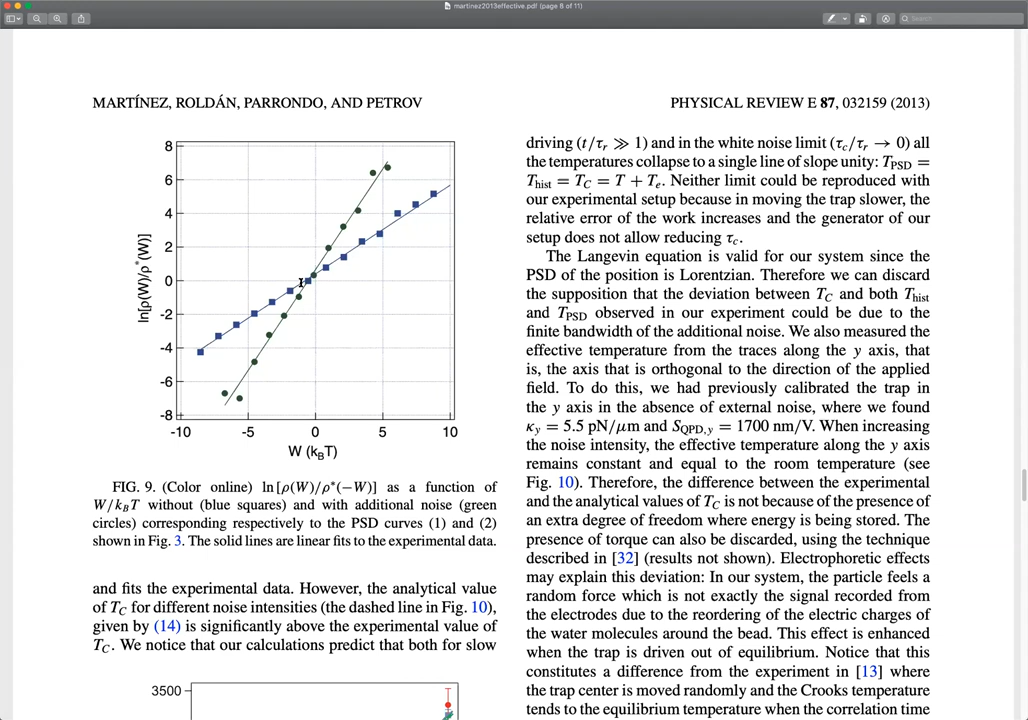 martinez2013effective.pdf (page 8 of 11)
Search
MARTÍNEZ, ROLDÁN, PARRONDO, AND PETROV
PHYSICAL REVIEW E 87, 032159 (2013)
8
6
4
2
0
-2
-4
-6
-8
ln[ρ(W)/ρ*(W)]
-10 -5 0 5 10
W (k_BT)
FIG. 9. (Color online) ln [ρ(W)/ρ*(−W)] as a function of
W/k_BT without (blue squares) and with additional noise (green
circles) corresponding respectively to the PSD curves (1) and (2)
shown in Fig. 3. The solid lines are linear fits to the experimental data.
and fits the experimental data. However, the analytical value
of T_C for different noise intensities (the dashed line in Fig. 10),
given by (14) is significantly above the experimental value of
T_C. We notice that our calculations predict that both for slow
3500
driving (t/τ_r ≫ 1) and in the white noise limit (τ_c/τ_r → 0) all
the temperatures collapse to a single line of slope unity: T_PSD =
T_hist = T_C = T + T_e. Neither limit could be reproduced with
our experimental setup because in moving the trap slower, the
relative error of the work increases and the generator of our
setup does not allow reducing τ_c.
The Langevin equation is valid for our system since the
PSD of the position is Lorentzian. Therefore we can discard
the supposition that the deviation between T_C and both T_hist
and T_PSD observed in our experiment could be due to the
finite bandwidth of the additional noise. We also measured the
effective temperature from the traces along the y axis, that
is, the axis that is orthogonal to the direction of the applied
field. To do this, we had previously calibrated the trap in
the y axis in the absence of external noise, where we found
κ_y = 5.5 pN/μm and S_QPD,y = 1700 nm/V. When increasing
the noise intensity, the effective temperature along the y axis
remains constant and equal to the room temperature (see
Fig. 10). Therefore, the difference between the experimental
and the analytical values of T_C is not because of the presence of
an extra degree of freedom where energy is being stored. The
presence of torque can also be discarded, using the technique
described in [32] (results not shown). Electrophoretic effects
may explain this deviation: In our system, the particle feels a
random force which is not exactly the signal recorded from
the electrodes due to the reordering of the electric charges of
the water molecules around the bead. This effect is enhanced
when the trap is driven out of equilibrium. Notice that this
constitutes a difference from the experiment in [13] where
the trap center is moved randomly and the Crooks temperature
tends to the equilibrium temperature when the correlation time